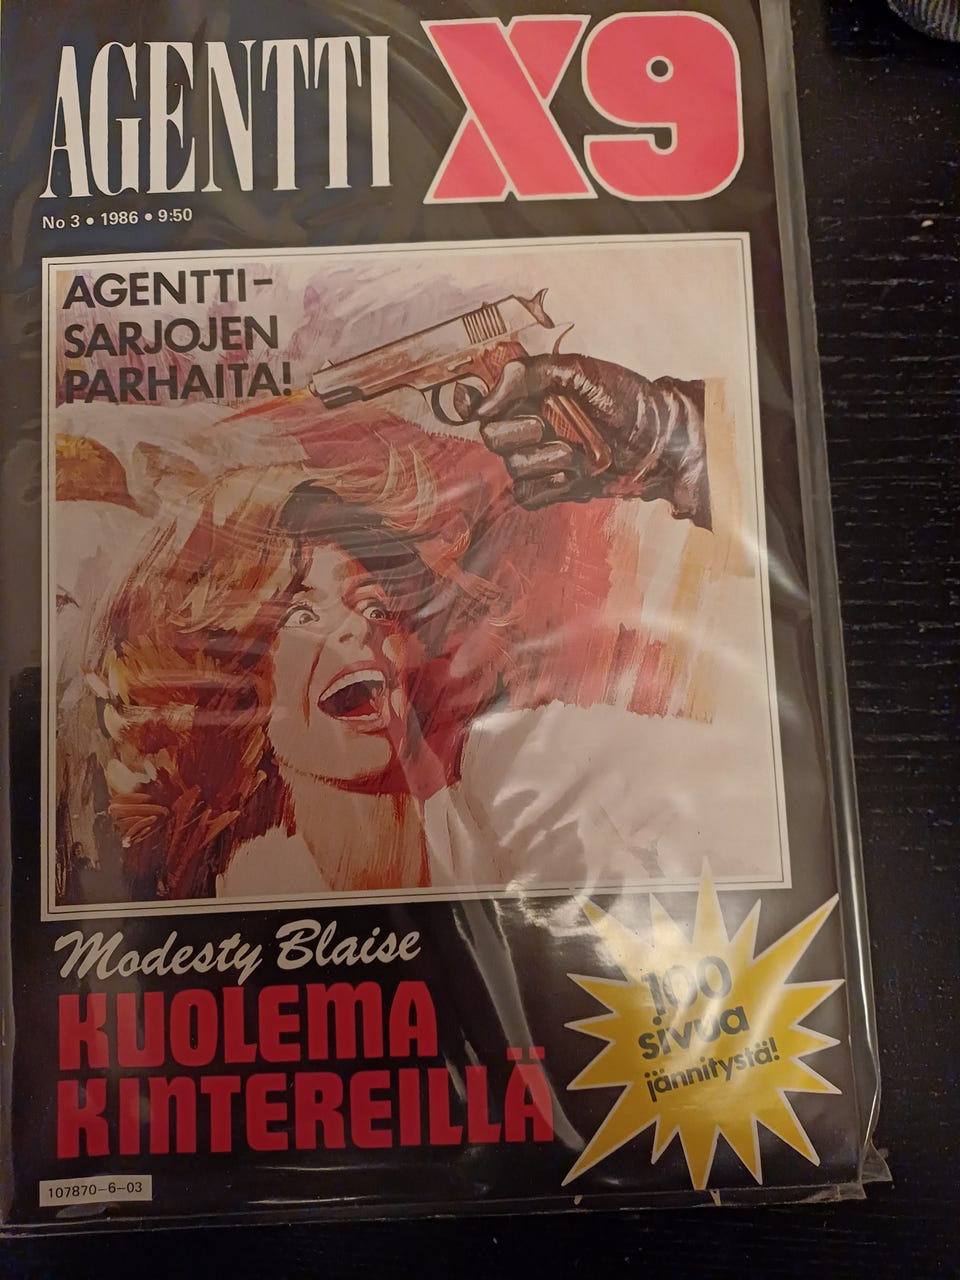 AGENTTI X9
No 3 • 1986 • 9:50
AGENTTI-
SARJOJEN
PARHAITA!
Modesty Blaise
KUOLEMA
KINTEREILLÄ
100
sivua
jännitystä!
107870-6-03